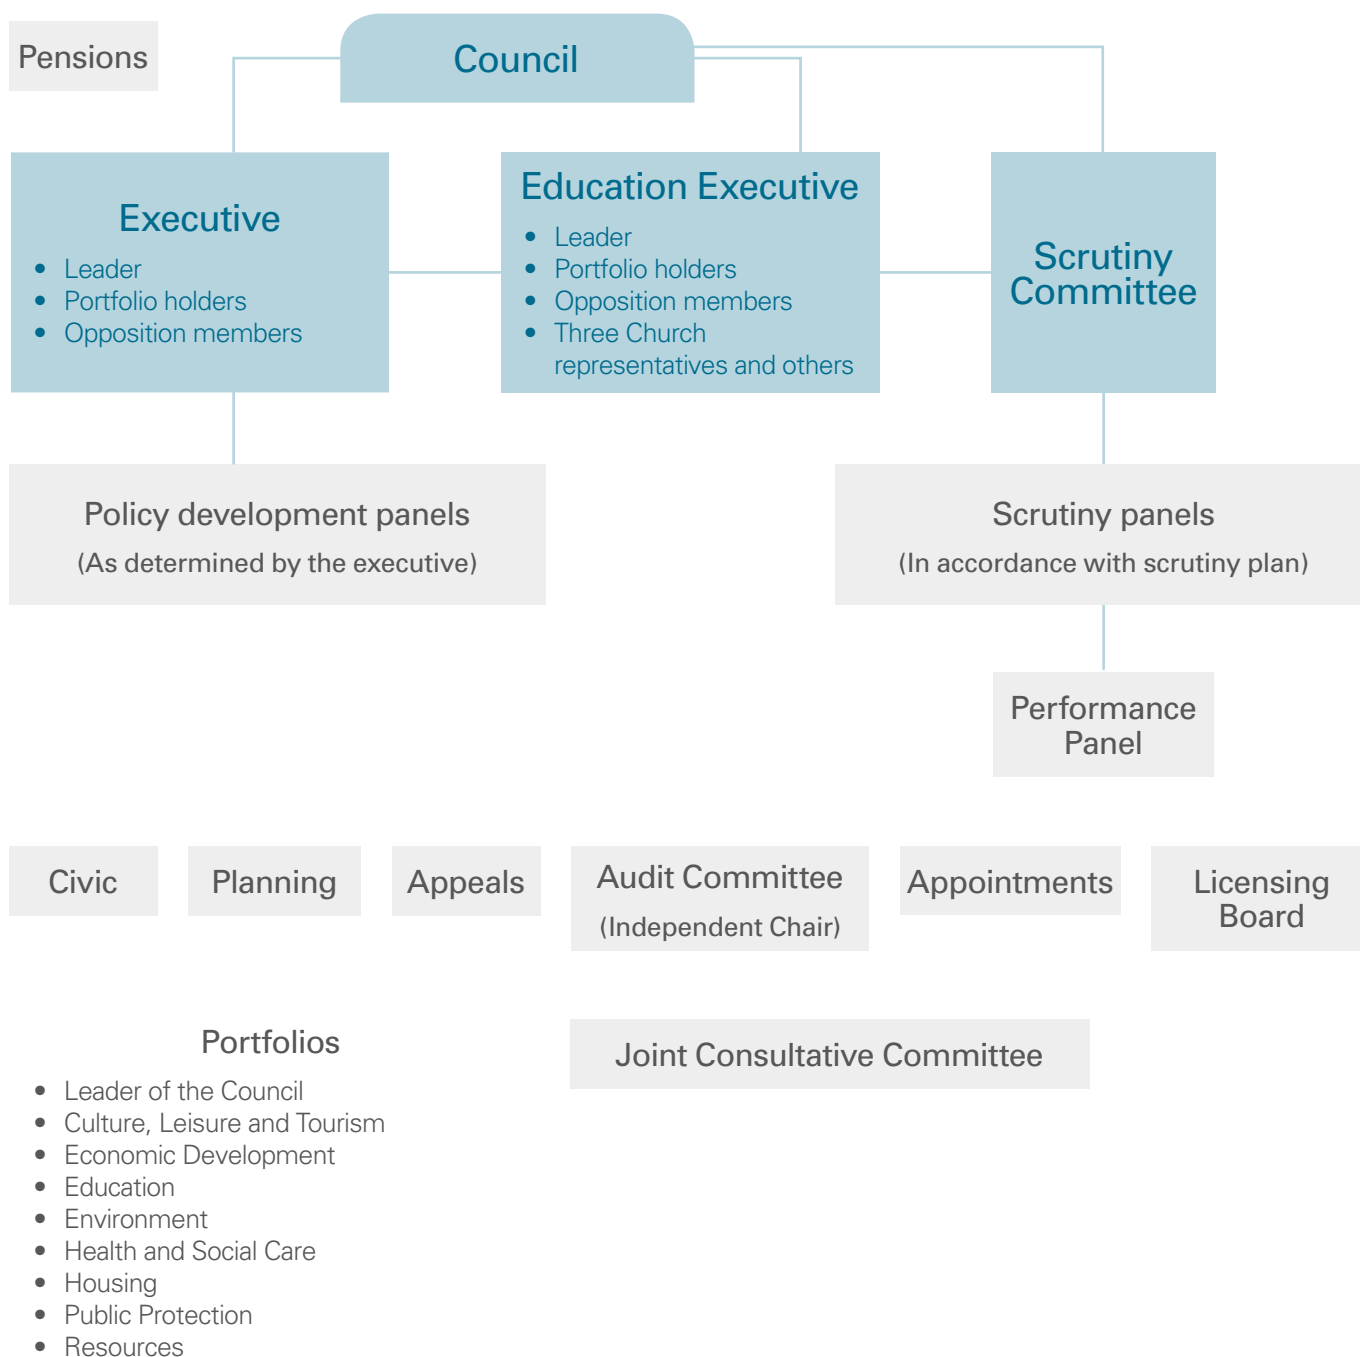 Pensions
Council
Executive
• Leader
• Portfolio holders
• Opposition members
Education Executive
• Leader
• Portfolio holders
• Opposition members
• Three Church
representatives and others
Scrutiny
Committee
Policy development panels
(As determined by the executive)
Scrutiny panels
(In accordance with scrutiny plan)
Performance
Panel
Civic
Planning
Appeals
Audit Committee
(Independent Chair)
Appointments
Licensing
Board
Portfolios
• Leader of the Council
• Culture, Leisure and Tourism
• Economic Development
• Education
• Environment
• Health and Social Care
• Housing
• Public Protection
• Resources
Joint Consultative Committee